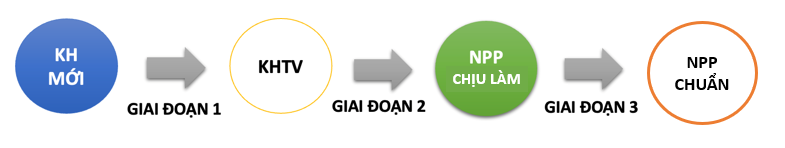 KH
MỚI
GIAI ĐOẠN 1
KHTV
GIAI ĐOẠN 2
NPP
CHỊU LÀM
GIAI ĐOẠN 3
NPP
CHUẨN